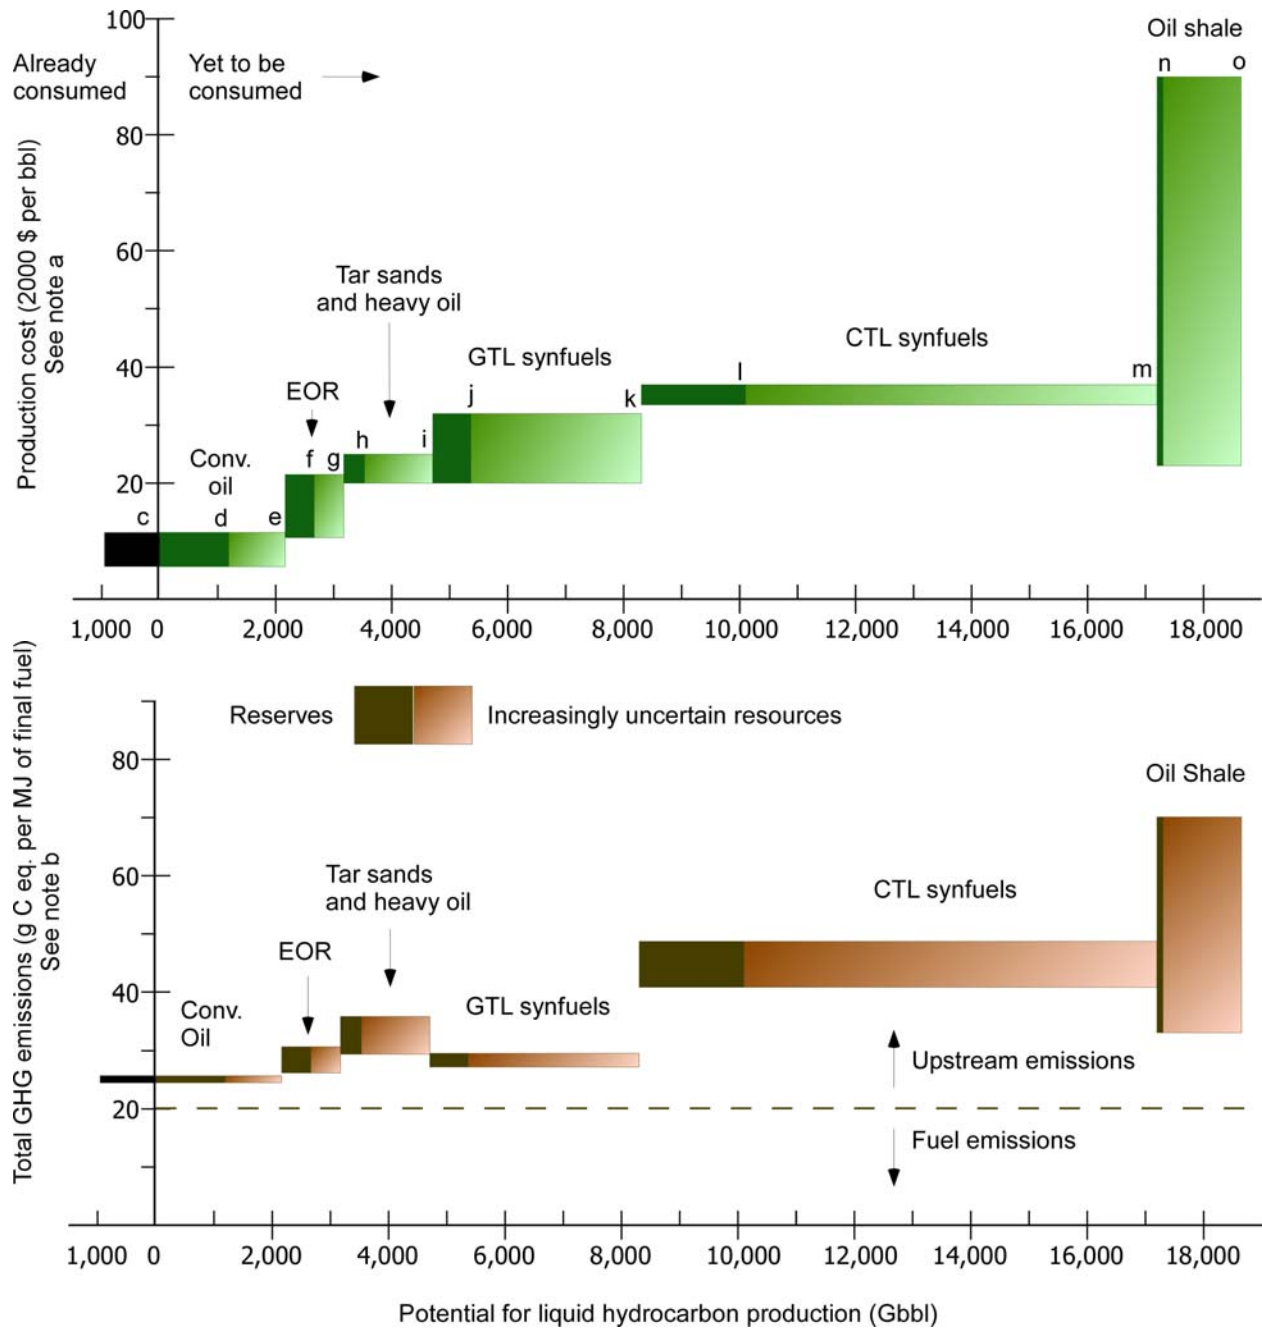 100
Oil shale
Already
consumed
Yet to be
consumed
n
o
80
60
Tar sands
and heavy oil
40
GTL synfuels
CTL synfuels
EOR
j
k
l
m
Conv.
oil
f
g
h
i
20
c
d
e
Production cost (2000 $ per bbl)
See note a
1,000
0
2,000
4,000
6,000
8,000
10,000
12,000
14,000
16,000
18,000
Reserves
Increasingly uncertain resources
80
Oil Shale
60
Tar sands
and heavy oil
CTL synfuels
EOR
40
Conv.
Oil
GTL synfuels
Upstream emissions
20
Fuel emissions
Total GHG emissions (g C eq. per MJ of final fuel)
See note b
1,000
0
2,000
4,000
6,000
8,000
10,000
12,000
14,000
16,000
18,000
Potential for liquid hydrocarbon production (Gbbl)